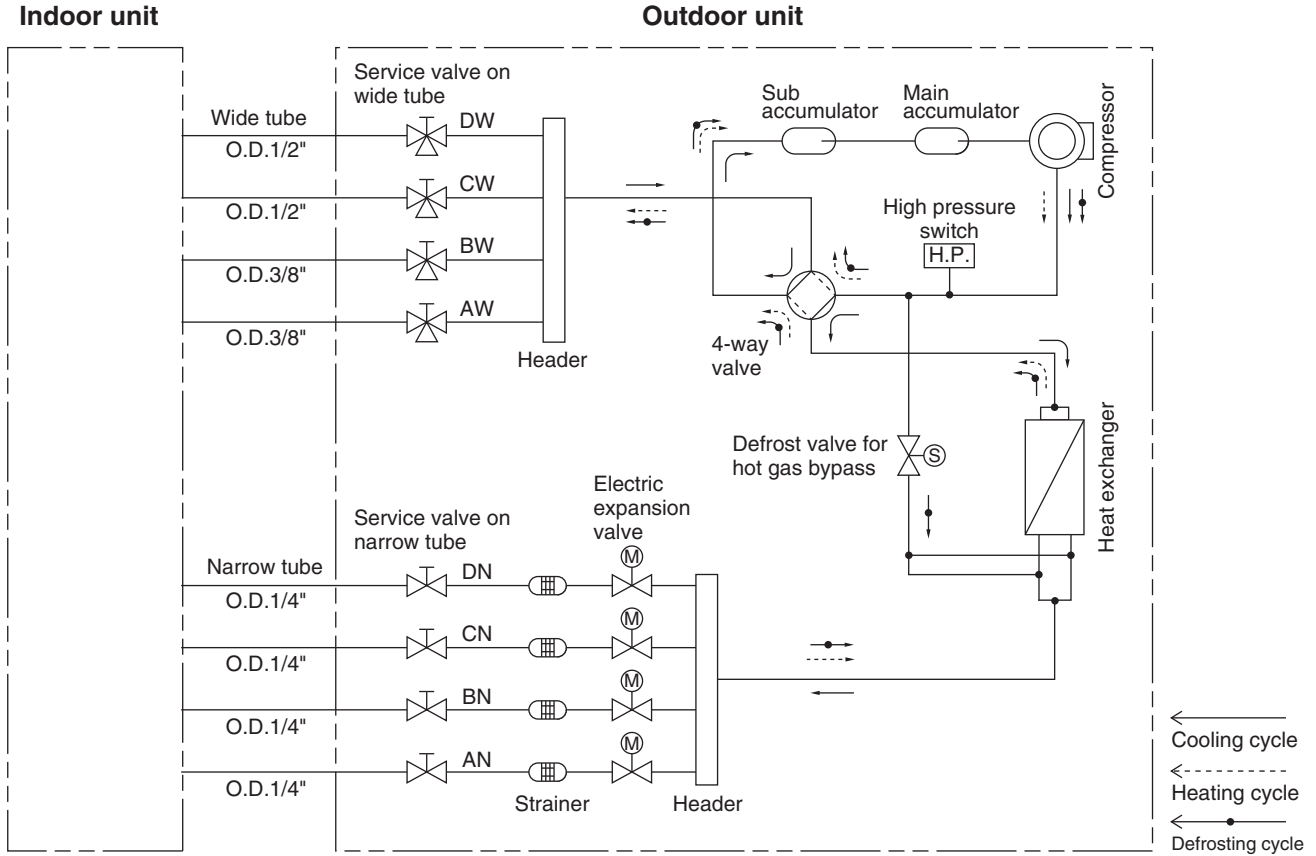 Indoor unit
Outdoor unit
Service valve on
wide tube
Wide tube
O.D.1/2"
DW
O.D.1/2"
CW
O.D.3/8"
BW
O.D.3/8"
AW
Header
Sub
accumulator
Main
accumulator
Compressor
High pressure
switch
H.P.
4-way
valve
Defrost valve for
hot gas bypass
S
Heat exchanger
Electric
expansion
valve
Service valve on
narrow tube
Narrow tube
O.D.1/4"
DN
M
O.D.1/4"
CN
M
O.D.1/4"
BN
M
O.D.1/4"
AN
M
Strainer
Header
Cooling cycle
Heating cycle
Defrosting cycle